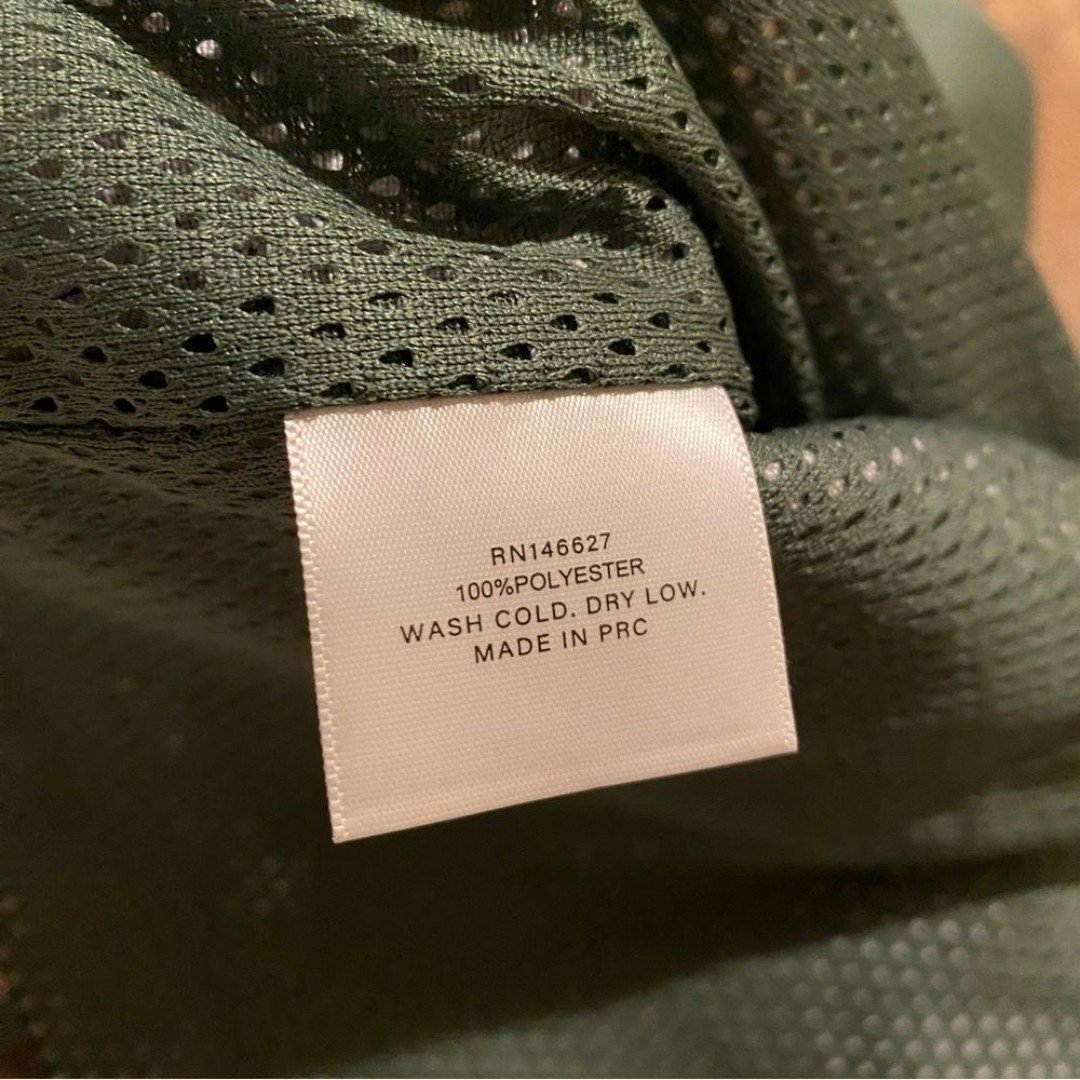 RN146627
100%POLYESTER
WASH COLD. DRY LOW.
MADE IN PRC